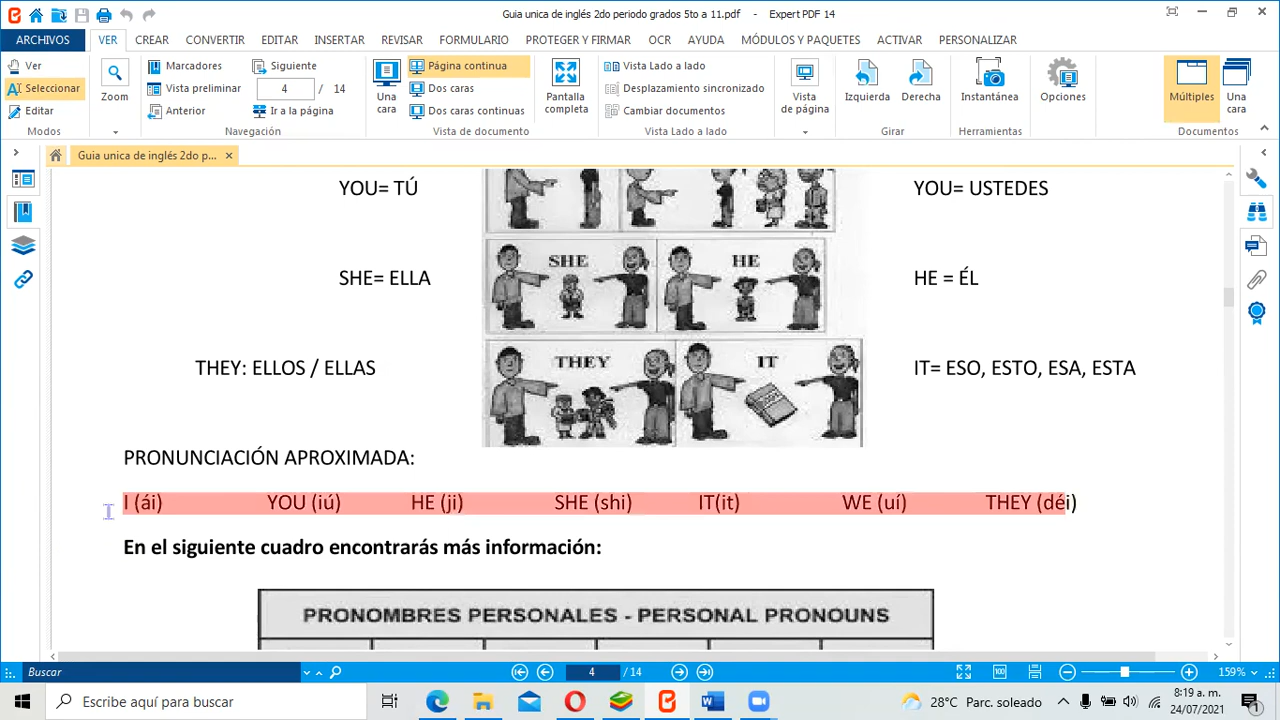 Guia unica de inglés 2do periodo grados 5to a 11.pdf - Expert PDF 14
ARCHIVOS VER CREAR CONVERTIR EDITAR INSERTAR REVISAR FORMULARIO PROTEGER Y FIRMAR OCR AYUDA MÓDULOS Y PAQUETES ACTIVAR PERSONALIZAR
Ver
Seleccionar
Editar
Modos
Zoom
Marcadores
Vista preliminar
Anterior
Siguiente
4 / 14
Ir a la página
Navegación
Una cara
Página continua
Dos caras
Dos caras continuas
Vista de documento
Pantalla completa
Vista Lado a lado
Desplazamiento sincronizado
Cambiar documentos
Vista Lado a lado
Vista de página
Izquierda
Derecha
Girar
Instantánea
Herramientas
Opciones
Múltiples
Una cara
Documentos
Guia unica de inglés 2do p...
YOU= TÚ
YOU= USTEDES
SHE= ELLA
SHE
HE
HE = ÉL
THEY: ELLOS / ELLAS
THEY
IT
IT= ESO, ESTO, ESA, ESTA
PRONUNCIACIÓN APROXIMADA:
I (ái) YOU (iú) HE (ji) SHE (shi) IT(it) WE (uí) THEY (déi)
En el siguiente cuadro encontrarás más información:
PRONOMBRES PERSONALES - PERSONAL PRONOUNS
Buscar
4 / 14
159%
Escribe aquí para buscar
28°C Parc. soleado
8:19 a. m.
24/07/2021